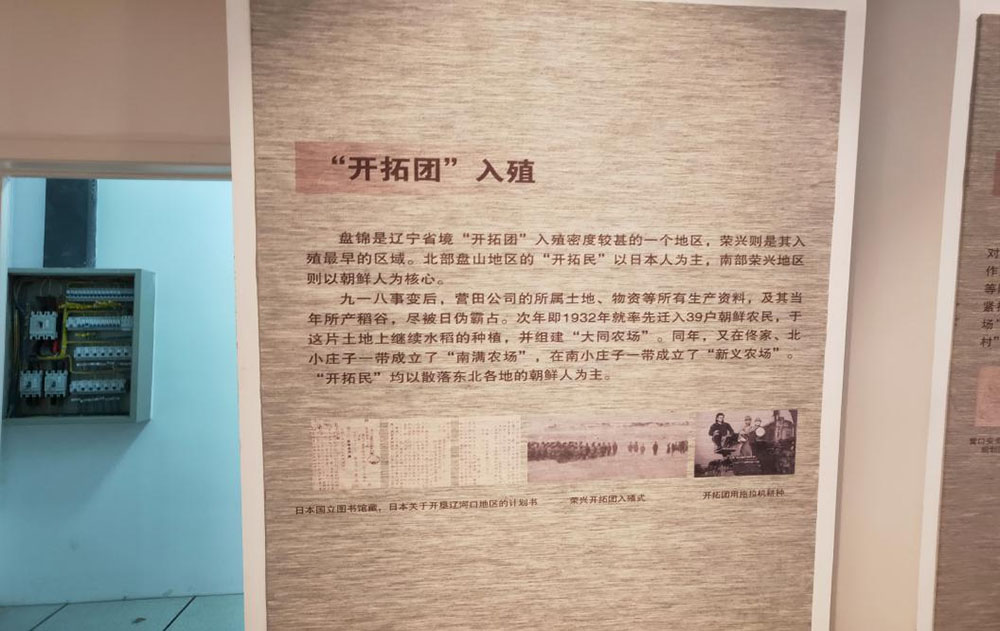 “开拓团”入殖
盘锦是辽宁省境“开拓团”入殖密度较甚的一个地区，荣兴则是其入
殖最早的区域。北部盘山地区的“开拓民”以日本人为主，南部荣兴地区
则以朝鲜人为核心。
九一八事变后，营田公司的所属土地、物资等所有生产资料，及其当
年所产稻谷，尽被日伪霸占。次年即1932年就率先迁入39户朝鲜农民，于
这片土地上继续水稻的种植，并组建“大同农场”。同年，又在佟家、北
小庄子一带成立了“南满农场”，在南小庄子一带成立了“新义农场”。
“开拓民”均以散落东北各地的朝鲜人为主。
日本国立图书馆藏，日本关于开垦辽河口地区的计划书
荣兴开拓团入殖式
开拓团用拖拉机耕种
对
作
等
紧
场
村”